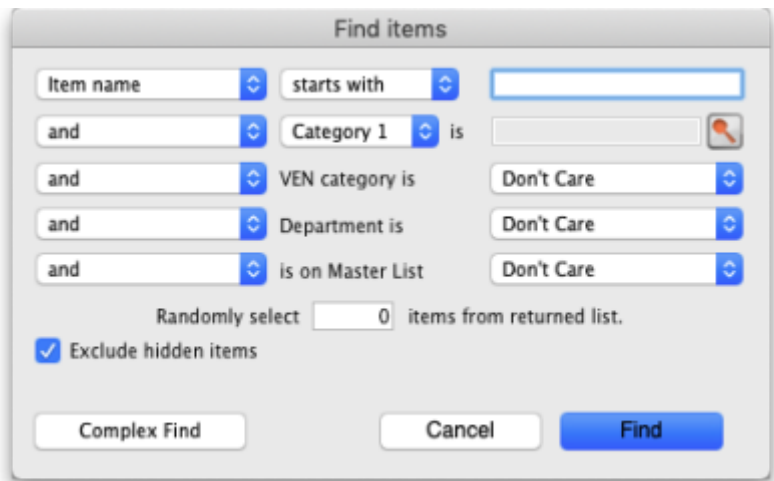 Find items
Item name starts with
and Category 1 is
and VEN category is Don't Care
and Department is Don't Care
and is on Master List Don't Care
Randomly select 0 items from returned list.
Exclude hidden items
Complex Find Cancel Find